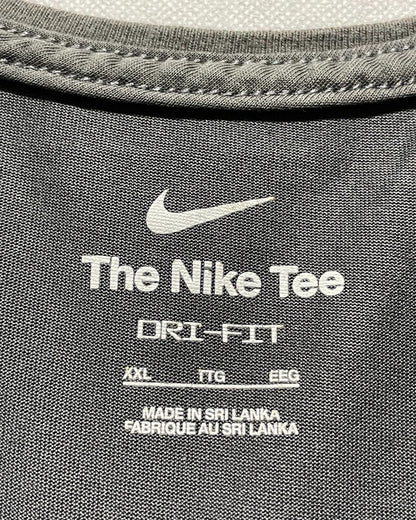 The Nike Tee
DRI-FIT
XXL TTG EEG
MADE IN SRI LANKA
FABRIQUE AU SRI LANKA